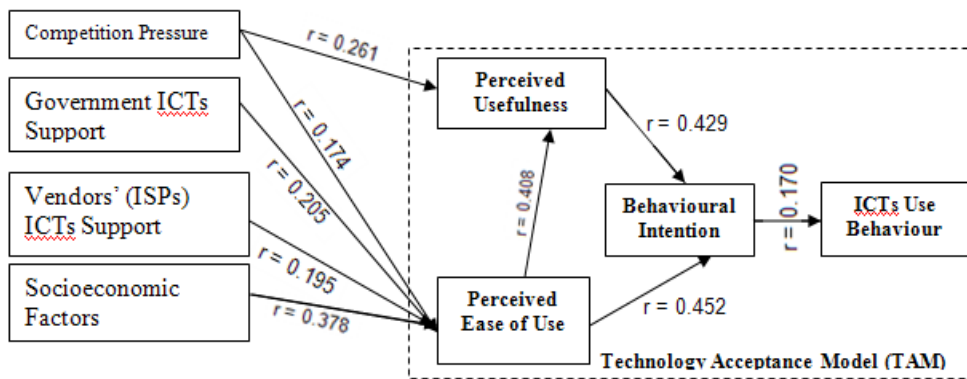 Competition Pressure
Government ICTs
Support
Vendors’ (ISPs)
ICTs Support
Socioeconomic
Factors
r = 0.261
r = 0.174
r = 0.205
r = 0.195
r = 0.378
Perceived
Usefulness
r = 0.408
Perceived
Ease of Use
r = 0.429
r = 0.452
Behavioural
Intention
r = 0.170
ICTs Use
Behaviour
Technology Acceptance Model (TAM)